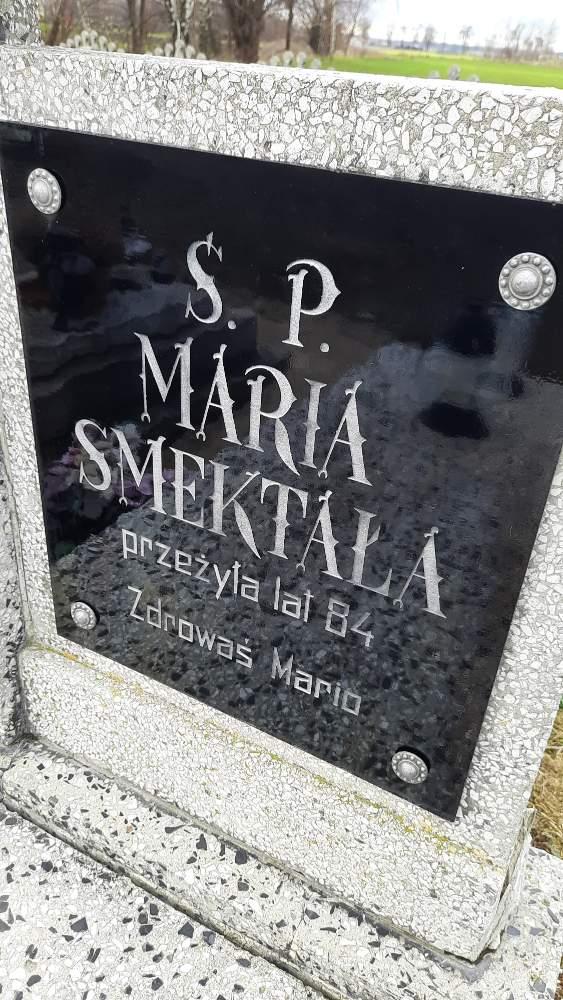 Ś. P.
MARIA
SMEKTAŁA
przeżyła lat 84
Zdrowaś Mario